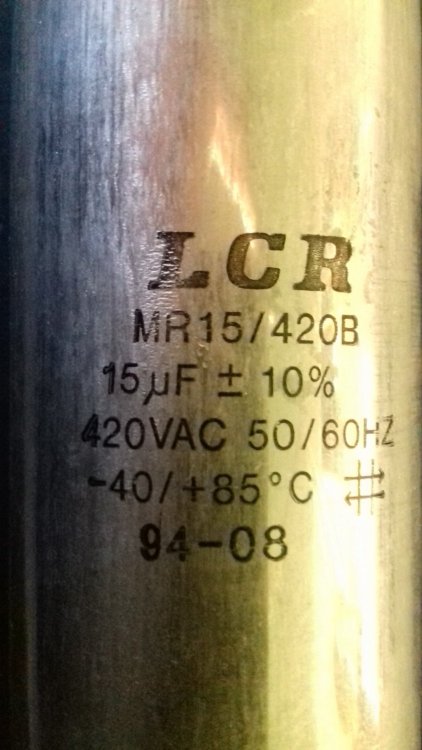 LCR
MR15/420B
15µF ± 10%
420VAC 50/60HZ
-40/+85°C
94-08